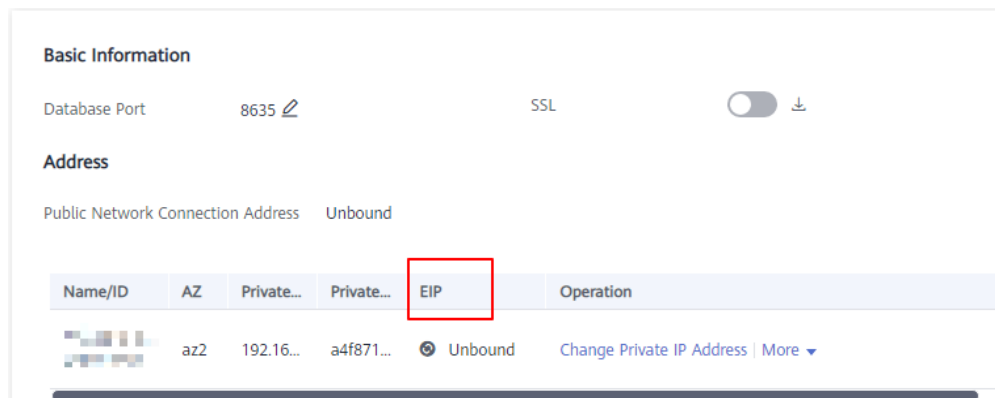 Basic Information
Database Port 8635 SSL
Address
Public Network Connection Address Unbound
Name/ID AZ Private... Private... EIP Operation
az2 192.16... a4f871... Unbound Change Private IP Address | More